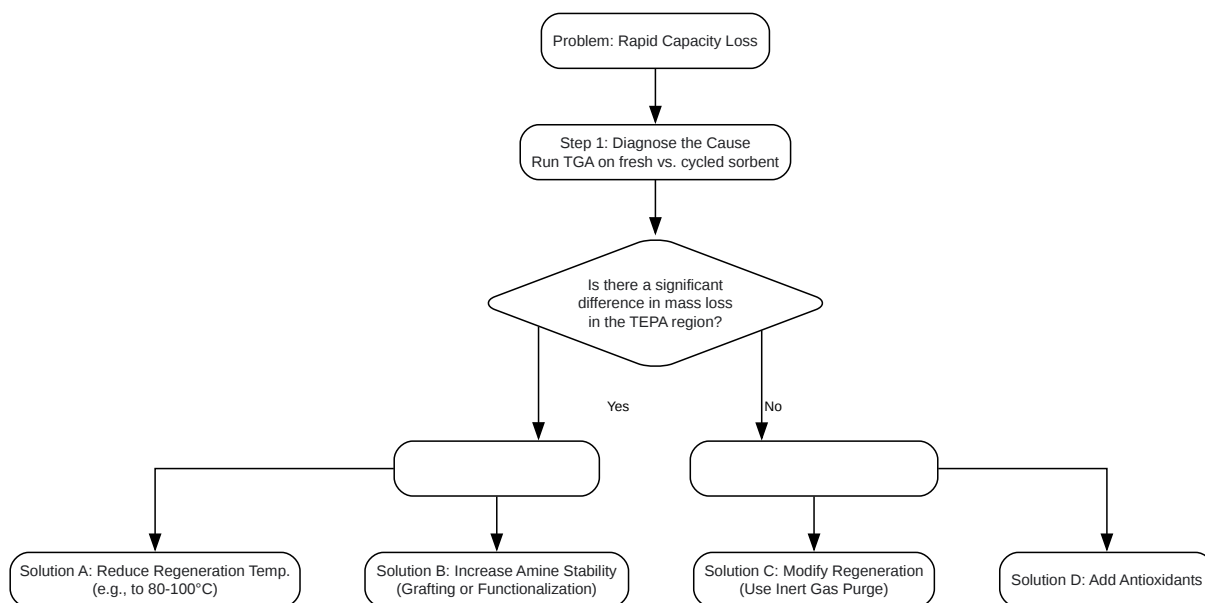 Problem: Rapid Capacity Loss
Step 1: Diagnose the Cause
Run TGA on fresh vs. cycled sorbent
Is there a significant
difference in mass loss
in the TEPA region?
Yes
No
Solution A: Reduce Regeneration Temp.
(e.g., to 80-100°C)
Solution B: Increase Amine Stability
(Grafting or Functionalization)
Solution C: Modify Regeneration
(Use Inert Gas Purge)
Solution D: Add Antioxidants